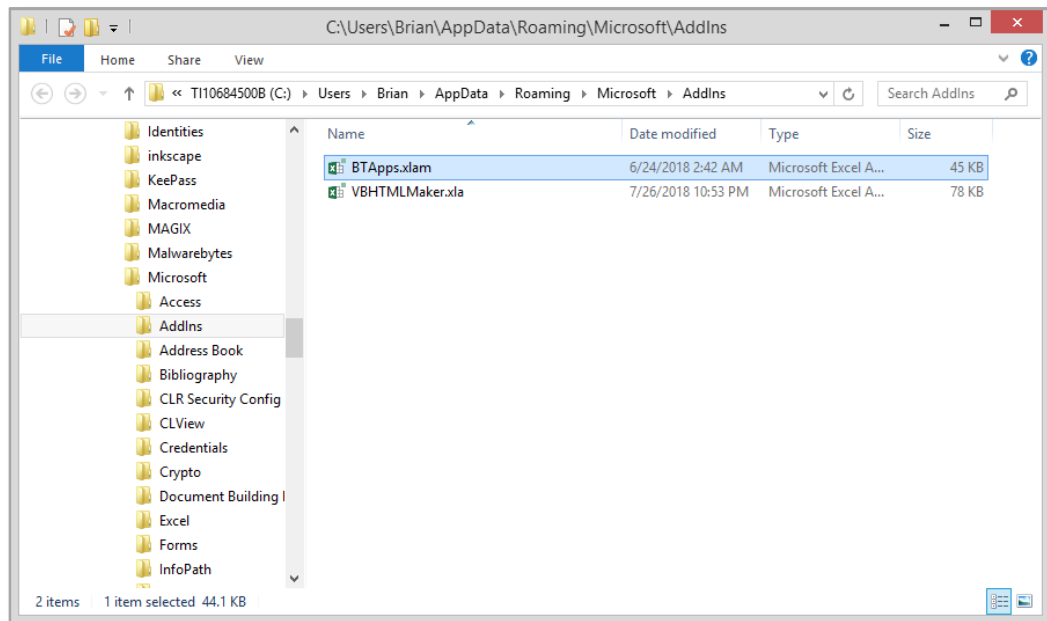 C:\Users\Brian\AppData\Roaming\Microsoft\AddIns
File Home Share View
« TI10684500B (C:) Users Brian AppData Roaming Microsoft AddIns Search AddIns
Name Date modified Type Size
BTApps.xlam 6/24/2018 2:42 AM Microsoft Excel A... 45 KB
VBHTMLMaker.xla 7/26/2018 10:53 PM Microsoft Excel A... 78 KB
Identities
inkscape
KeePass
Macromedia
MAGIX
Malwarebytes
Microsoft
Access
AddIns
Address Book
Bibliography
CLR Security Config
CLView
Credentials
Crypto
Document Building
Excel
Forms
InfoPath
2 items 1 item selected 44.1 KB